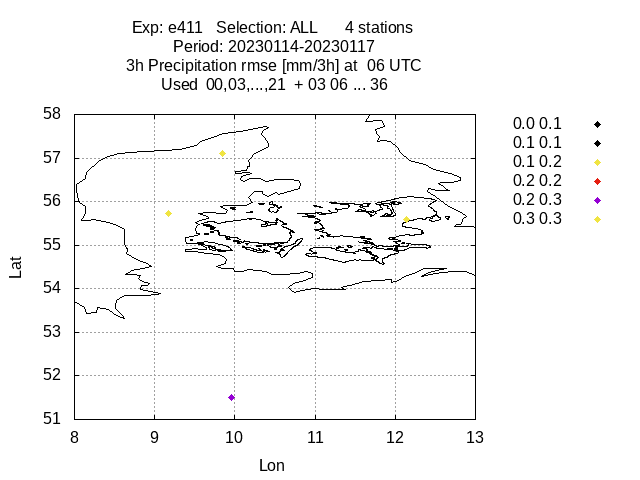 Exp: e411 Selection: ALL 4 stations
Period: 20230114-20230117
3h Precipitation rmse [mm/3h] at 06 UTC
Used 00,03,...,21 + 03 06 ... 36
58
57
56
55
54
53
52
51
8 9 10 11 12 13
Lat
Lon
0.0 0.1
0.1 0.1
0.1 0.2
0.2 0.2
0.2 0.3
0.3 0.3